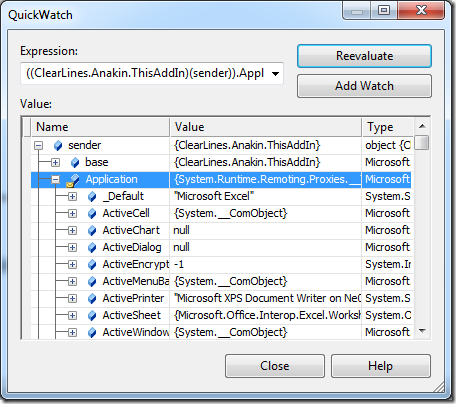 QuickWatch
Expression:
Reevaluate
((ClearLines.Anakin.ThisAddIn)(sender)).Appl
Add Watch
Value:
Name Value Type
sender {ClearLines.Anakin.ThisAddIn} object {C
base {ClearLines.Anakin.ThisAddIn} Microsoft
Application {System.Runtime.Remoting.Proxies.__ Microsoft
_Default "Microsoft Excel" System.S
ActiveCell {System.__ComObject} Microsoft
ActiveChart null Microsoft
ActiveDialog null Microsoft
ActiveEncrypt -1 System.In
ActiveMenuBa {System.__ComObject} Microsoft
ActivePrinter "Microsoft XPS Document Writer on Ne0 System.S
ActiveSheet {Microsoft.Office.Interop.Excel.Worksh System.O
ActiveWindow {System.__ComObject} Microsoft
Close
Help